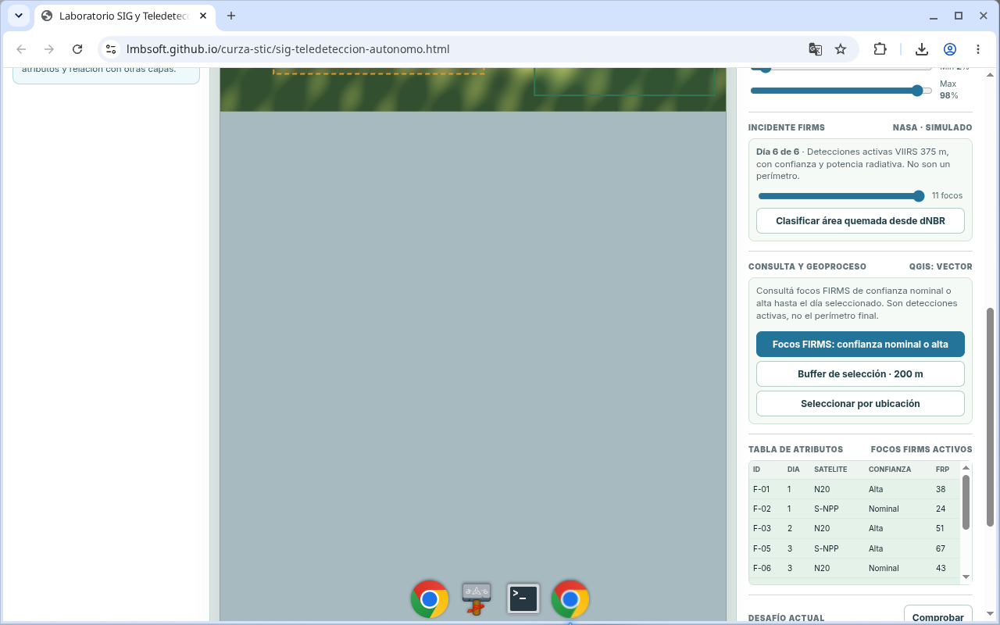 Laboratorio SIG y Teledetecc
lmbsoft.github.io/curza-stic/sig-teledeteccion-autonomo.html
atributos y relación con otras capas.
Min 2%
Max
98%
INCIDENTE FIRMS NASA · SIMULADO
Día 6 de 6 · Detecciones activas VIIRS 375 m,
con confianza y potencia radiativa. No son un
perímetro.
11 focos
Clasificar área quemada desde dNBR
CONSULTA Y GEOPROCESO QGIS: VECTOR
Consultá focos FIRMS de confianza nominal o
alta hasta el día seleccionado. Son detecciones
activas, no el perímetro final.
Focos FIRMS: confianza nominal o alta
Buffer de selección · 200 m
Seleccionar por ubicación
TABLA DE ATRIBUTOS FOCOS FIRMS ACTIVOS
ID DIA SATELITE CONFIANZA FRP
F-01 1 N20 Alta 38
F-02 1 S-NPP Nominal 24
F-03 2 N20 Alta 51
F-05 3 S-NPP Alta 67
F-06 3 N20 Nominal 43
DESAFÍO ACTUAL Comprobar